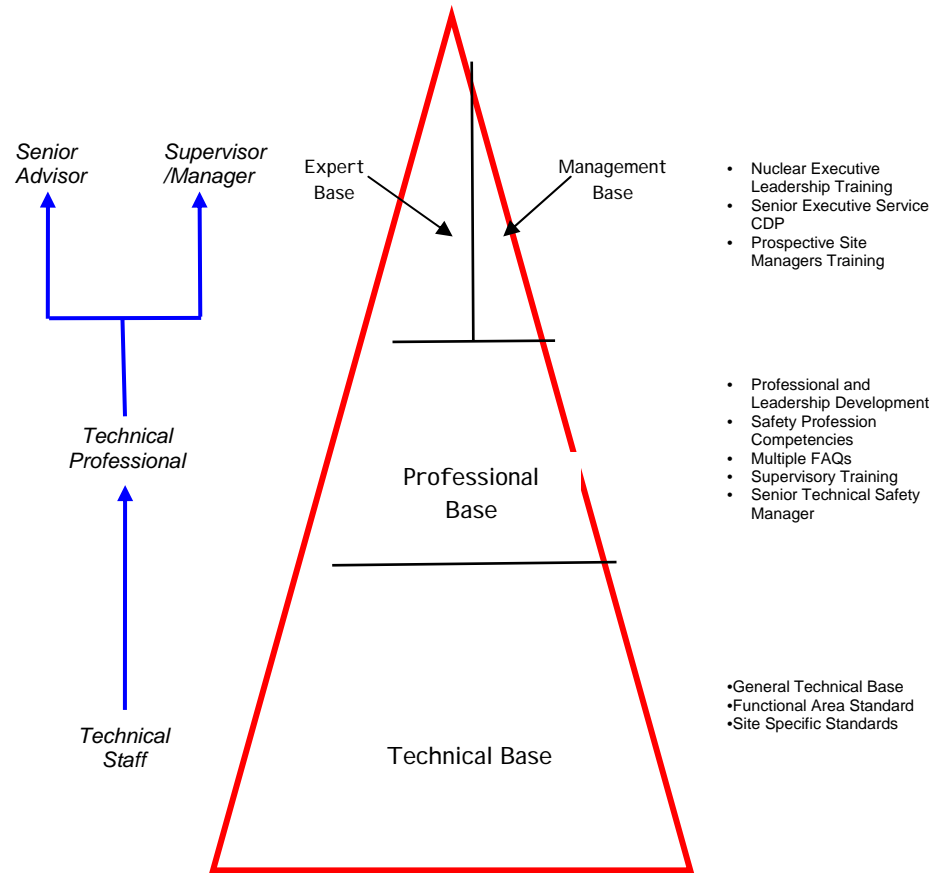 Senior
Advisor
Supervisor
/Manager
Expert
Base
Management
Base
• Nuclear Executive
Leadership Training
• Senior Executive Service
CDP
• Prospective Site
Managers Training
Technical
Professional
Professional
Base
• Professional and
Leadership Development
• Safety Profession
Competencies
• Multiple FAQs
• Supervisory Training
• Senior Technical Safety
Manager
Technical
Staff
Technical Base
•General Technical Base
•Functional Area Standard
•Site Specific Standards